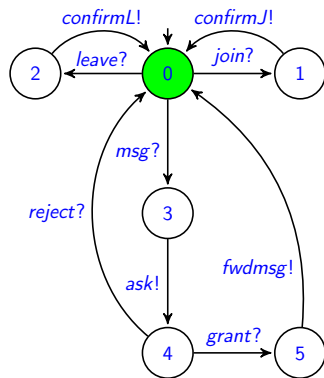 confirmL! confirmJ!
leave? join?
2 0 1
msg?
3
reject? fwdmsg!
ask!
grant?
4 5